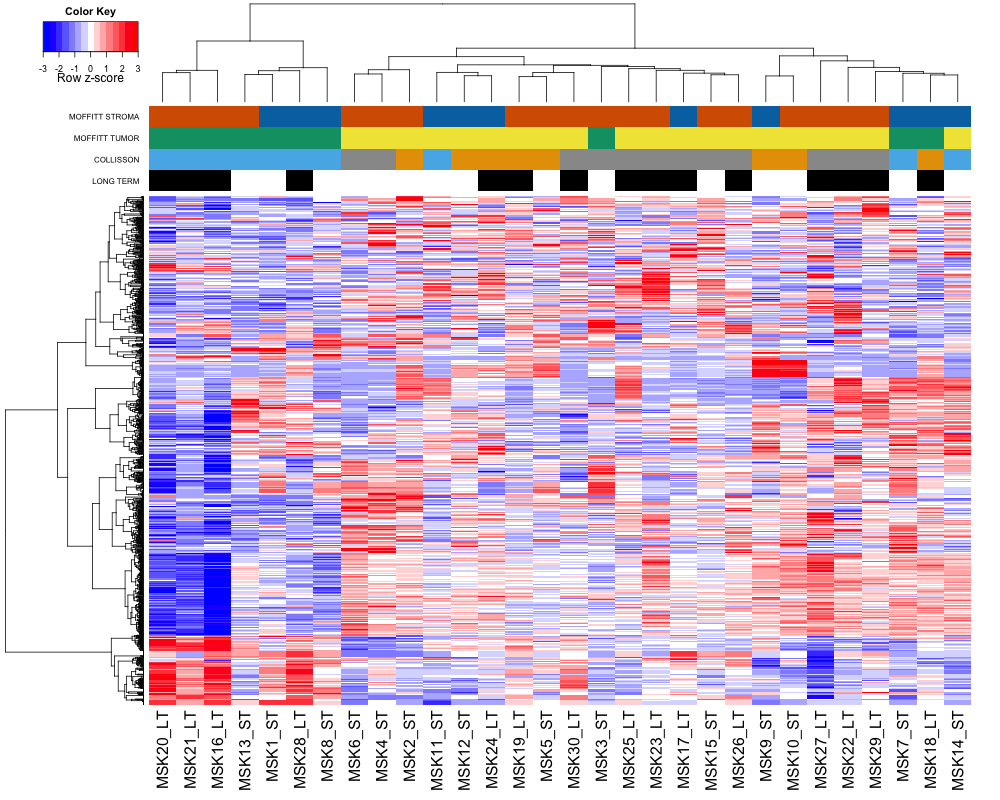 Color Key
-3 -2 -1 0 1 2 3
Row z-score
MOFFITT STROMA
MOFFITT TUMOR
COLLISSON
LONG TERM
MSK20_LT
MSK21_LT
MSK16_LT
MSK13_ST
MSK1_ST
MSK28_LT
MSK8_ST
MSK6_ST
MSK4_ST
MSK2_ST
MSK11_ST
MSK12_ST
MSK24_LT
MSK19_LT
MSK5_ST
MSK30_LT
MSK3_ST
MSK25_LT
MSK23_LT
MSK17_LT
MSK15_ST
MSK26_LT
MSK9_ST
MSK10_ST
MSK27_LT
MSK22_LT
MSK29_LT
MSK7_ST
MSK18_LT
MSK14_ST